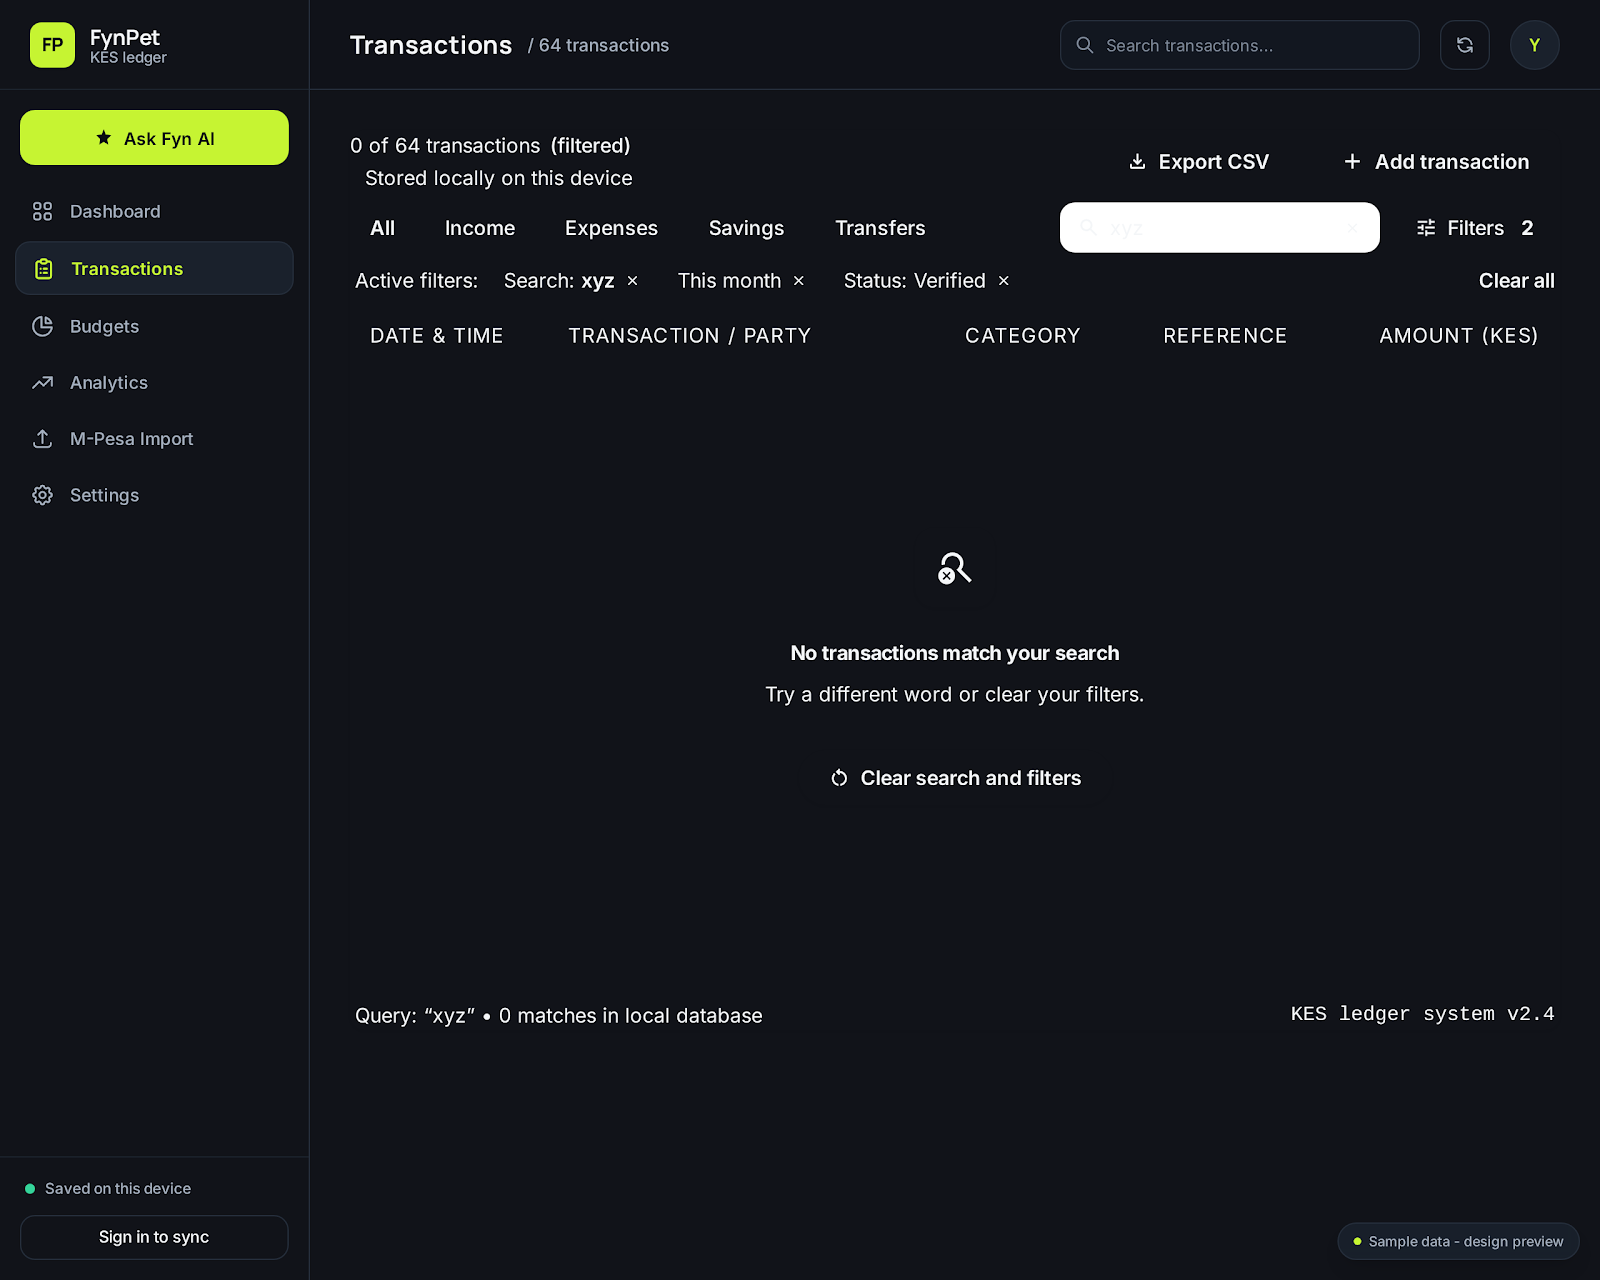 FP
FynPet
KES ledger
Transactions / 64 transactions
Search transactions...
Y
Ask Fyn AI
Dashboard
Transactions
Budgets
Analytics
M-Pesa Import
Settings
0 of 64 transactions (filtered)
Stored locally on this device
Export CSV
Add transaction
All Income Expenses Savings Transfers
xyz
Filters 2
Active filters: Search: xyz × This month × Status: Verified ×
Clear all
DATE & TIME TRANSACTION / PARTY CATEGORY REFERENCE AMOUNT (KES)
No transactions match your search
Try a different word or clear your filters.
Clear search and filters
Query: “xyz” • 0 matches in local database
KES ledger system v2.4
Saved on this device
Sign in to sync
Sample data - design preview